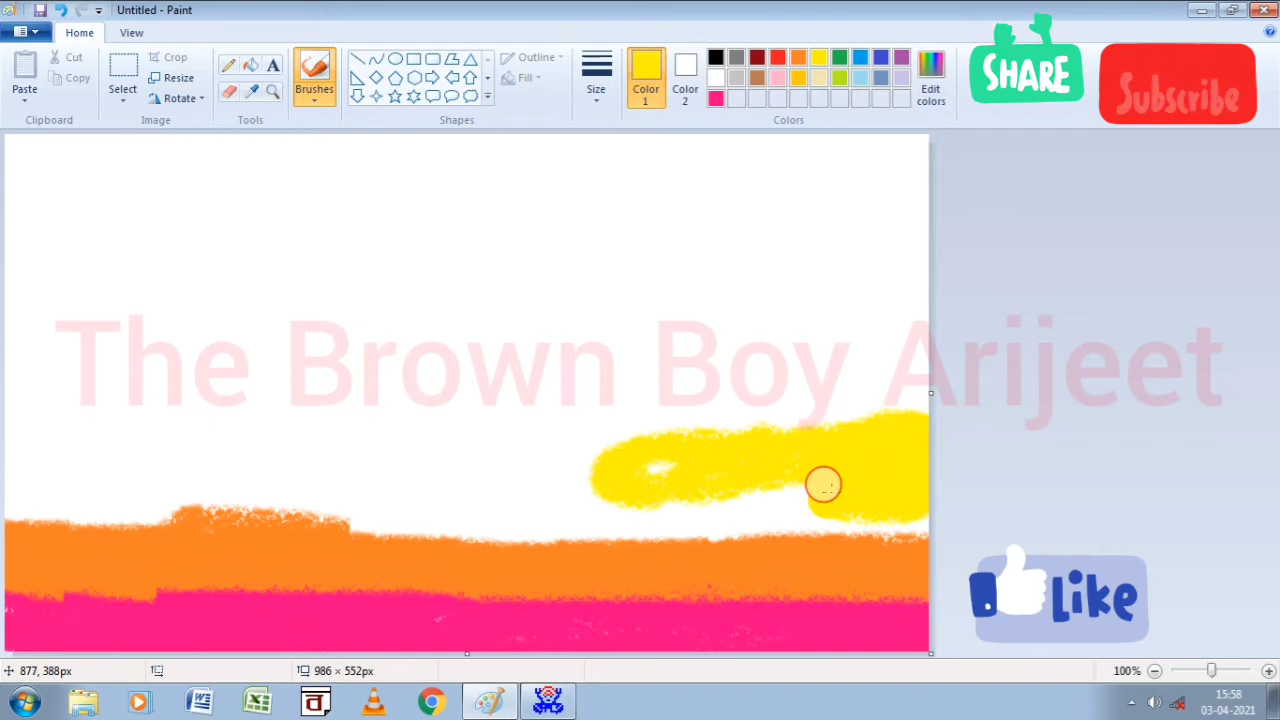 Untitled - Paint
Home
View
Paste
Cut
Copy
Clipboard
Select
Crop
Resize
Rotate
Image
Tools
Brushes
Outline
Fill
Shapes
Size
Color 1
Color 2
Edit colors
Colors
SHARE
Subscribe
The Brown Boy Arijeet
Like
877, 388px
986 × 552px
100%
15:58
03-04-2021